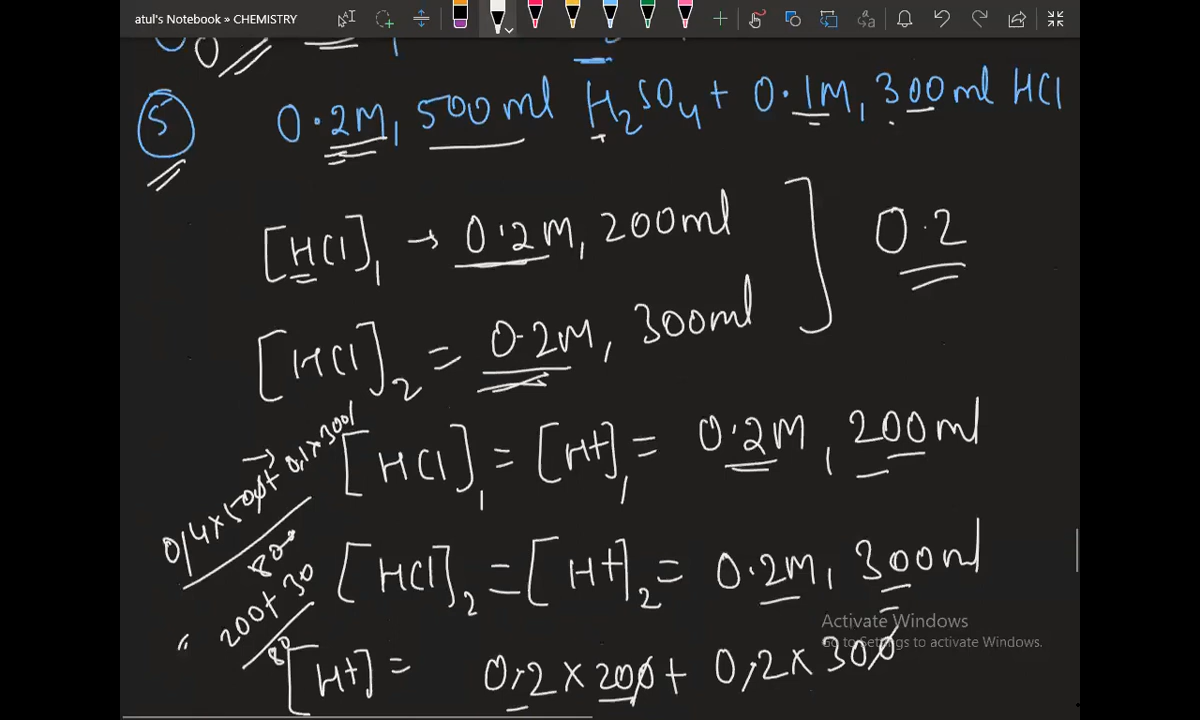 atul's Notebook » CHEMISTRY
5 0.2M, 500ml H₂SO₄ + 0.1M, 300ml HCl
[HCl]₁ → 0.2M, 200ml
0.2
[HCl]₂ = 0.2M, 300ml
[HCl]₁ = [H+]₁ = 0.2M, 200ml
[HCl]₂ = [H+]₂ = 0.2M, 300ml
[H+] = 0.2 × 200 + 0.2 × 300
Activate Windows
Go to Settings to activate Windows.